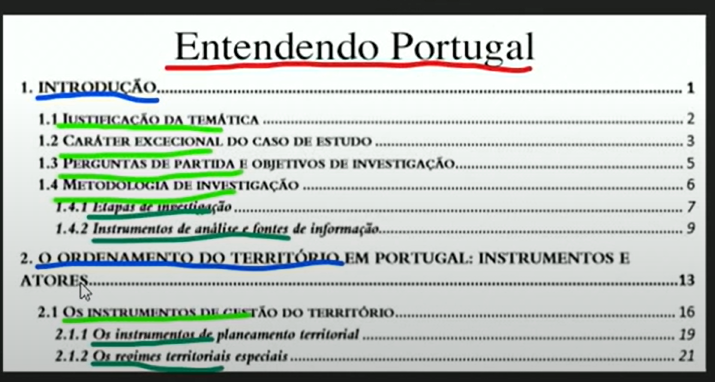 Entendendo Portugal
1. INTRODUÇÃO.......... 1
1.1 JUSTIFICAÇÃO DA TEMÁTICA .......... 2
1.2 CARÁTER EXCECIONAL DO CASO DE ESTUDO .......... 3
1.3 PERGUNTAS DE PARTIDA E OBJETIVOS DE INVESTIGAÇÃO.......... 5
1.4 METODOLOGIA DE INVESTIGAÇÃO .......... 6
1.4.1 Etapas de investigação .......... 7
1.4.2 Instrumentos de análise e fontes de informação.......... 9
2. O ORDENAMENTO DO TERRITÓRIO EM PORTUGAL: INSTRUMENTOS E
ATORES..........13
2.1 OS INSTRUMENTOS DE GESTÃO DO TERRITÓRIO.......... 16
2.1.1 Os instrumentos de planeamento territorial .......... 19
2.1.2 Os regimes territoriais especiais .......... 21